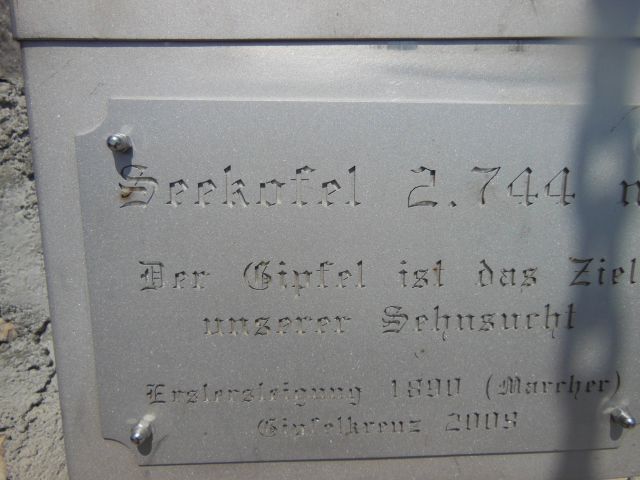 Seekofel 2.744 m
Der Gipfel ist das Ziel
unserer Sehnsucht
Erstersteigung 1890 (Marcher)
Gipfelkreuz 2008